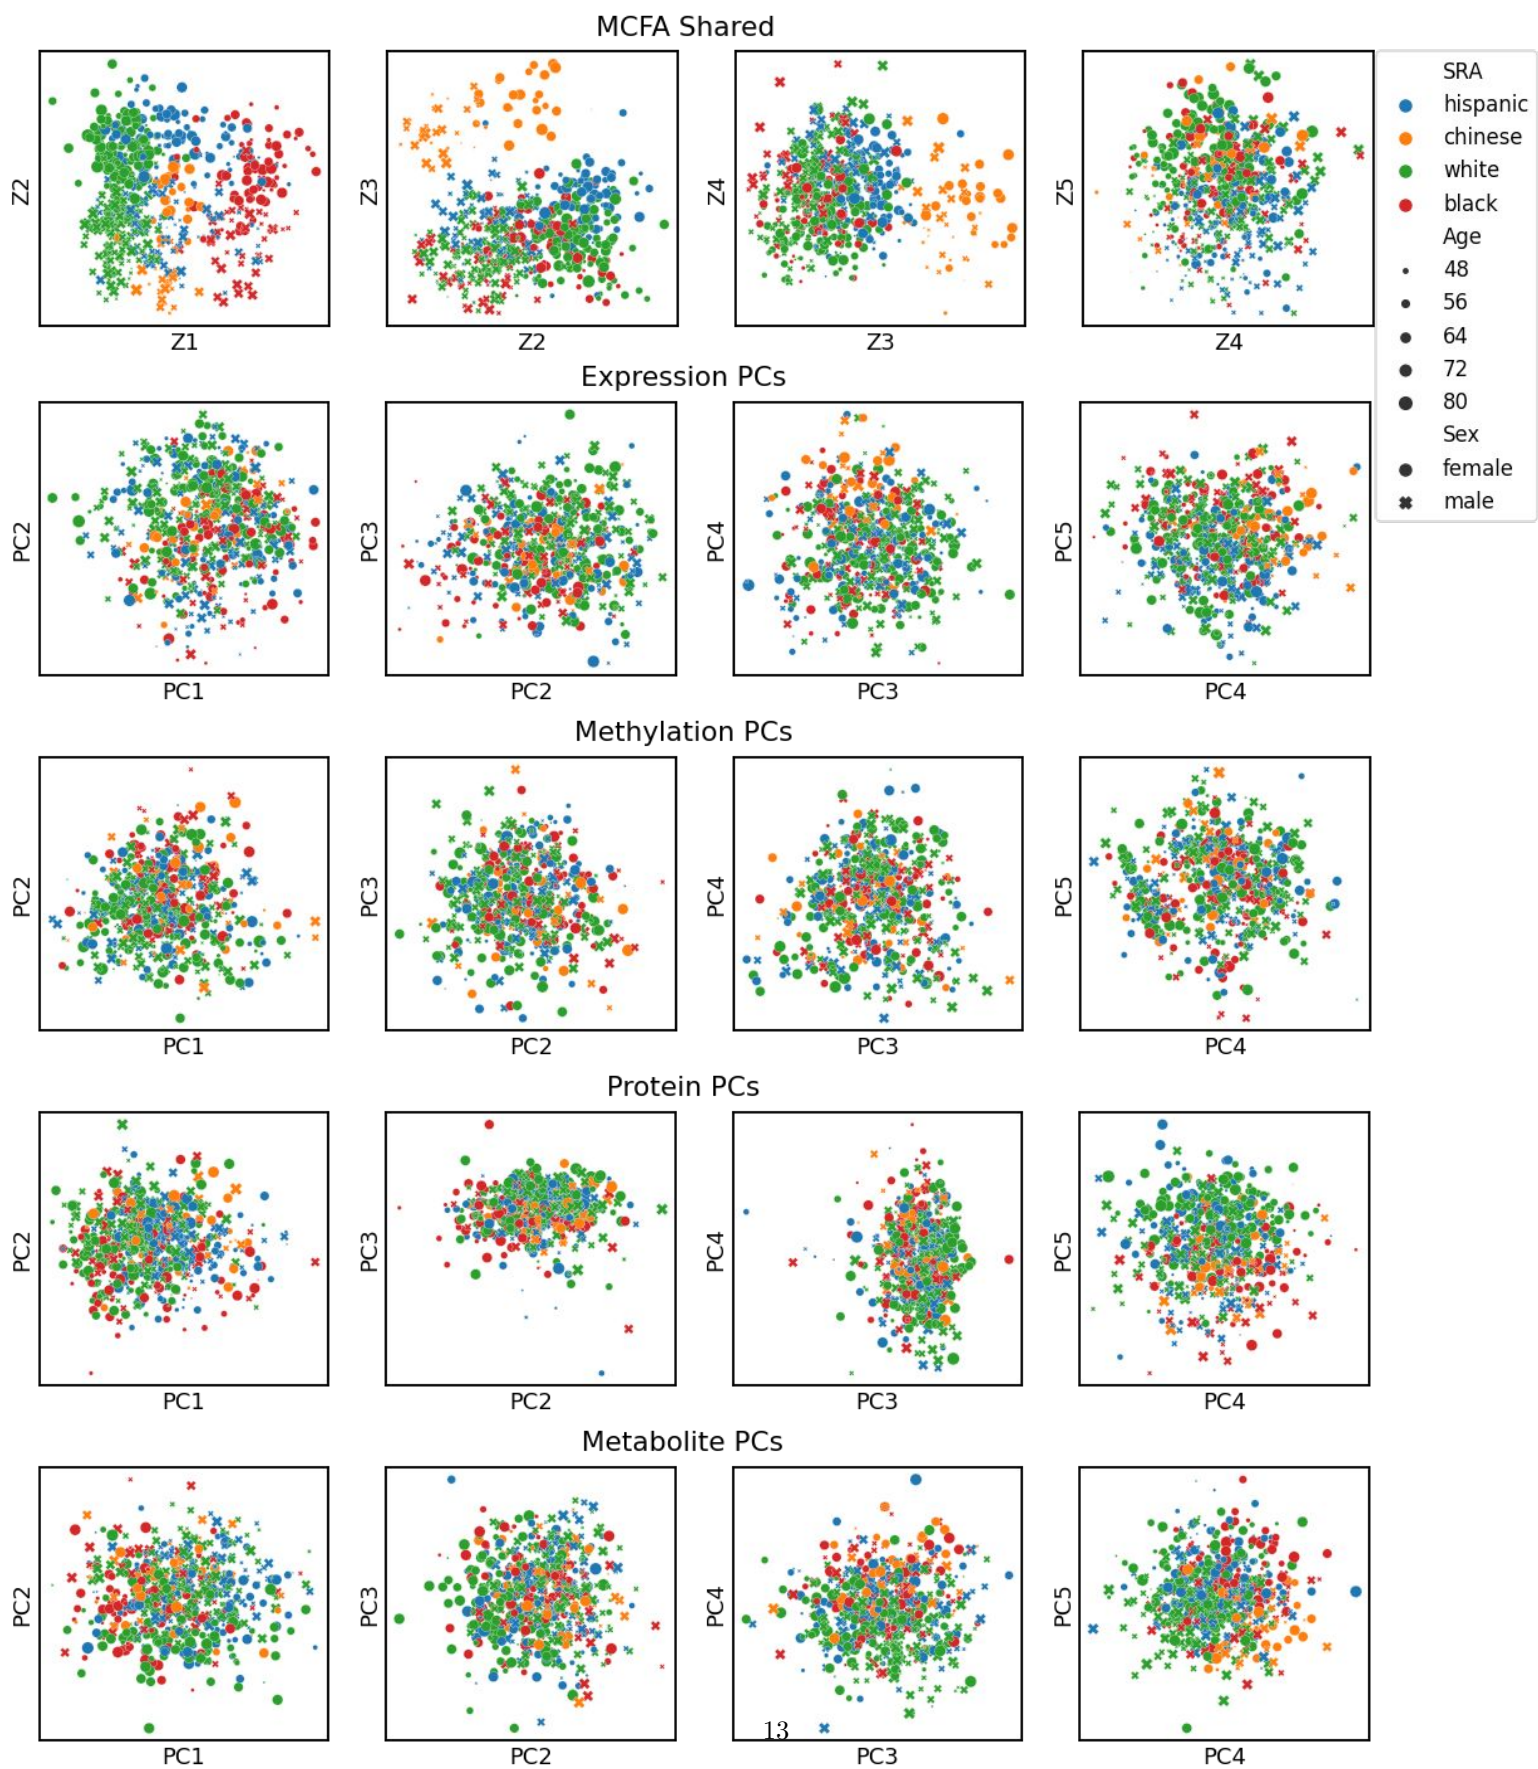 MCFA Shared
Z2
Z1
Z3
Z2
Z4
Z3
Z5
Z4
SRA
hispanic
chinese
white
black
Age
48
56
64
72
80
Sex
female
male
Expression PCs
PC2
PC1
PC3
PC2
PC4
PC3
PC5
PC4
Methylation PCs
PC2
PC1
PC3
PC2
PC4
PC3
PC5
PC4
Protein PCs
PC2
PC1
PC3
PC2
PC4
PC3
PC5
PC4
Metabolite PCs
PC2
PC1
PC3
PC2
PC4
PC3
PC5
PC4
13